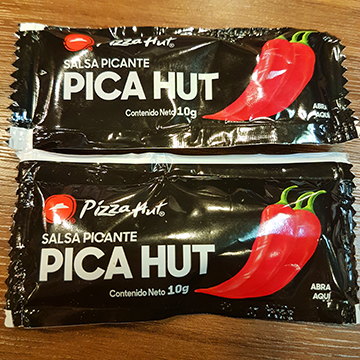 Pizza Hut®
SALSA PICANTE
PICA HUT
Contenido Neto 10g
ABRA
AQUÍ
Pizza Hut®
SALSA PICANTE
PICA HUT
Contenido Neto 10g
ABRA
AQUÍ